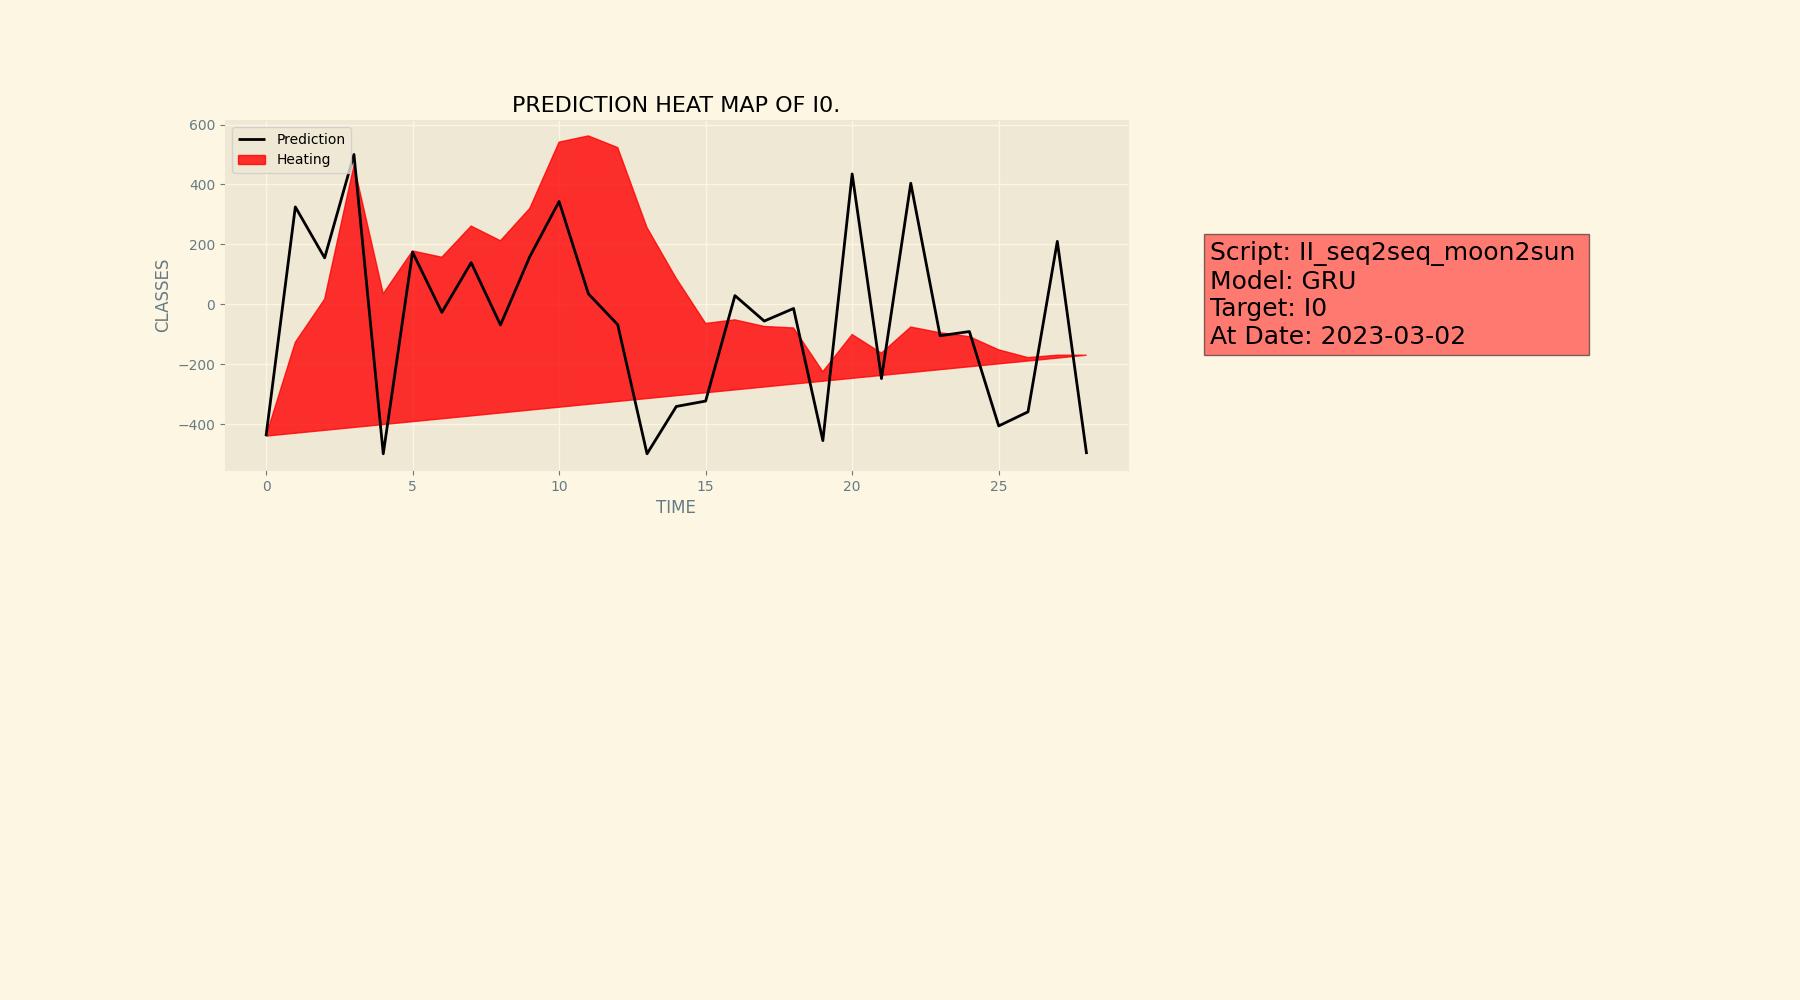 PREDICTION HEAT MAP OF I0.
Prediction
Heating
600
400
200
0
−200
−400
CLASSES
0 5 10 15 20 25
TIME
Script: II_seq2seq_moon2sun
Model: GRU
Target: I0
At Date: 2023-03-02